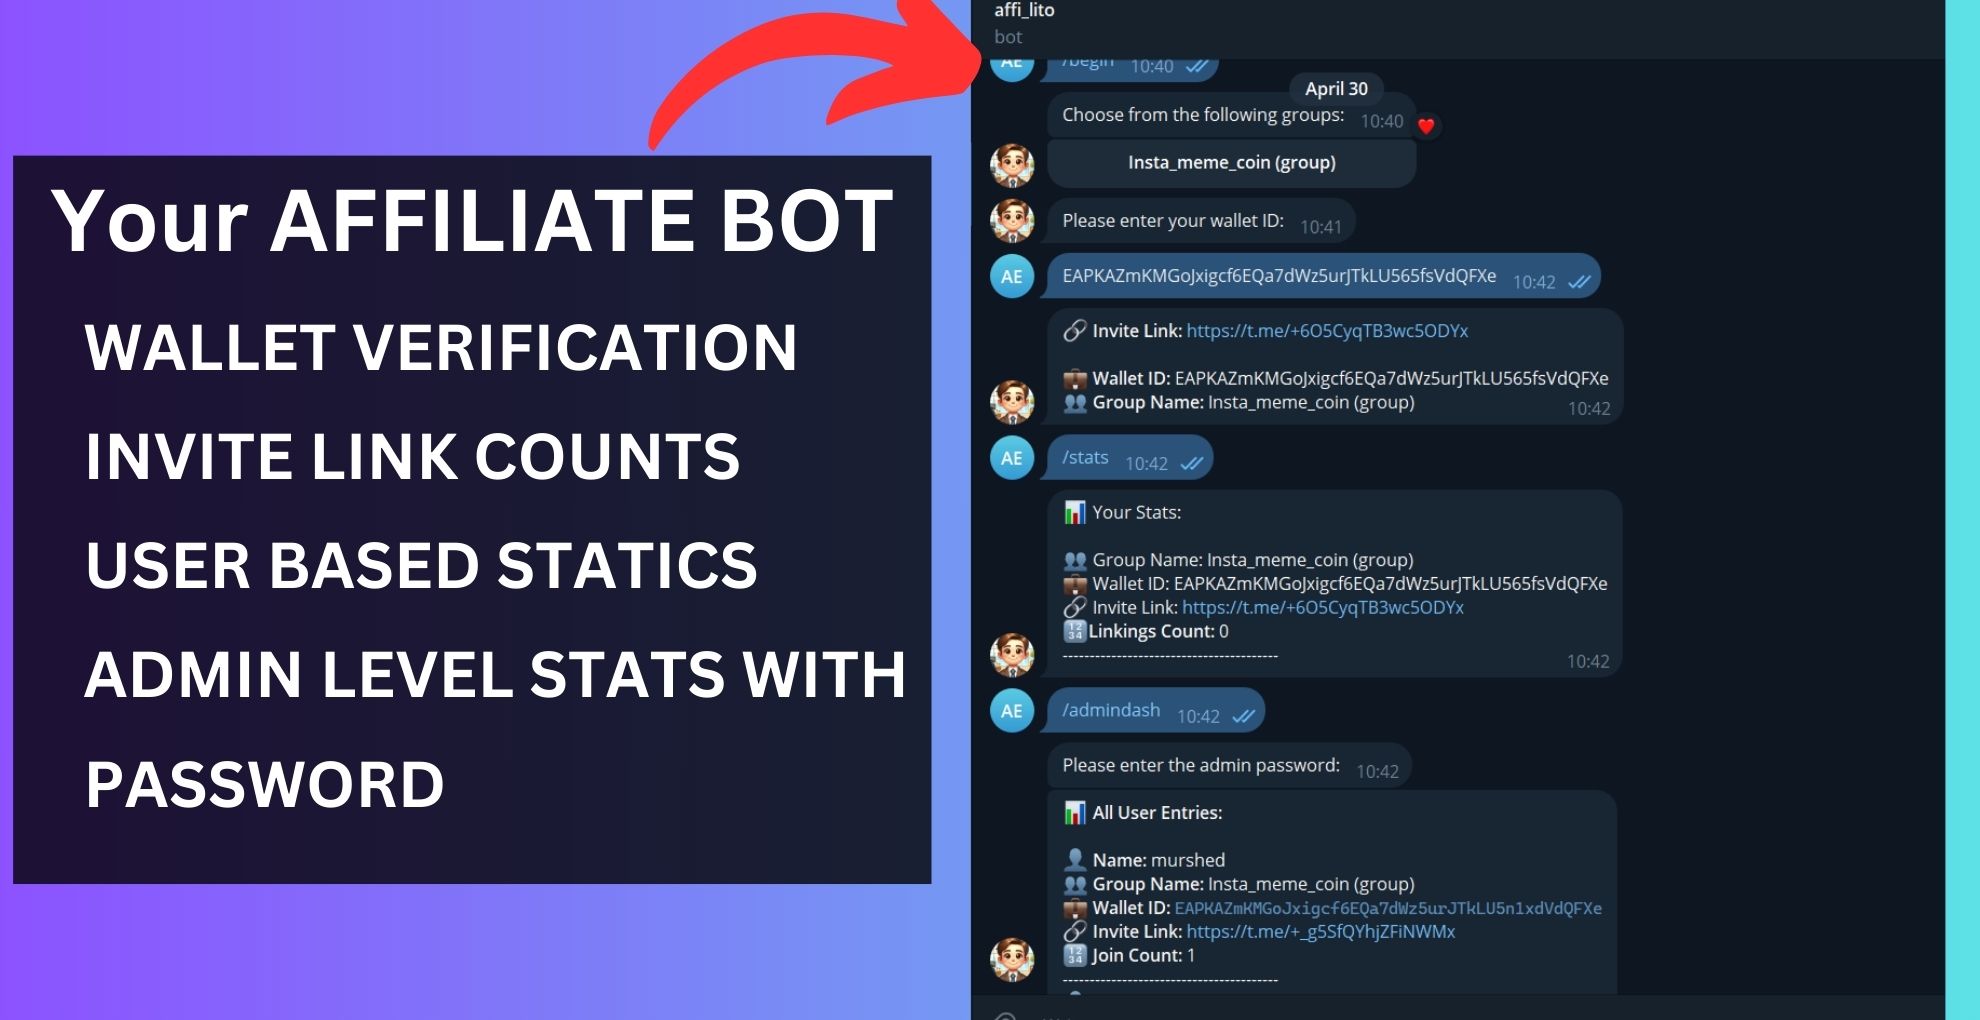 Your AFFILIATE BOT
WALLET VERIFICATION
INVITE LINK COUNTS
USER BASED STATICS
ADMIN LEVEL STATS WITH
PASSWORD
affi_lito
bot
AE
/begin 10:40
April 30
Choose from the following groups: 10:40
Insta_meme_coin (group)
Please enter your wallet ID: 10:41
AE
EAPKAZmKMGoJxigcf6EQa7dWz5urJTkLU565fsVdQFXe 10:42
Invite Link: https://t.me/+6O5CyqTB3wc5ODYx
Wallet ID: EAPKAZmKMGoJxigcf6EQa7dWz5urJTkLU565fsVdQFXe
Group Name: Insta_meme_coin (group)
10:42
AE
/stats 10:42
Your Stats:
Group Name: Insta_meme_coin (group)
Wallet ID: EAPKAZmKMGoJxigcf6EQa7dWz5urJTkLU565fsVdQFXe
Invite Link: https://t.me/+6O5CyqTB3wc5ODYx
Linkings Count: 0
----------------------------------------
10:42
AE
/admindash 10:42
Please enter the admin password: 10:42
All User Entries:
Name: murshed
Group Name: Insta_meme_coin (group)
Wallet ID: EAPKAZmKMGoJxigcf6EQa7dWz5urJTkLU5n1xdVdQFXe
Invite Link: https://t.me/+_g5SfQYhjZFiNWMx
Join Count: 1
----------------------------------------